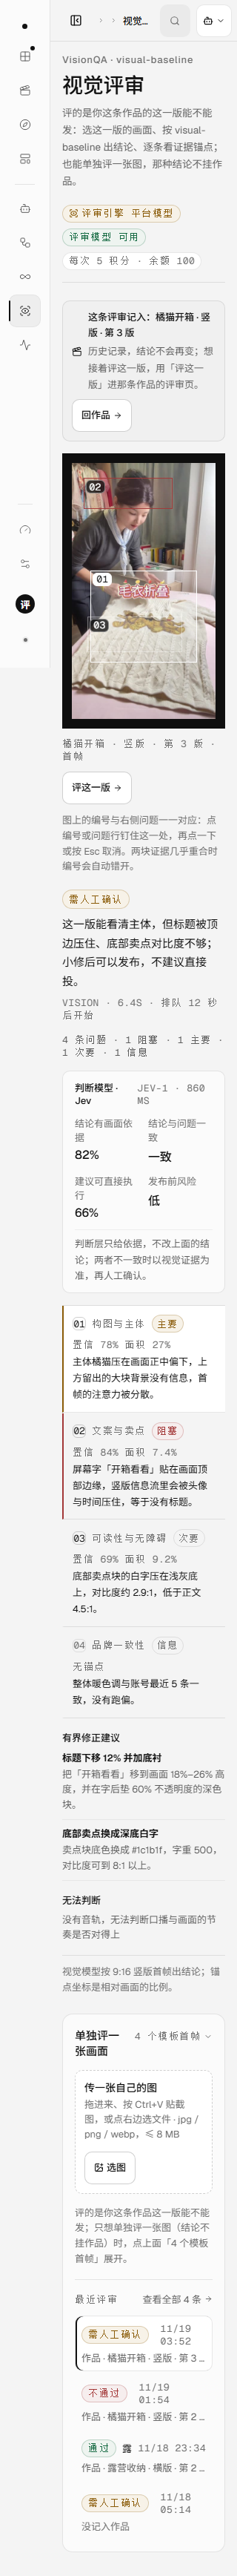 视觉…
VisionQA · visual-baseline
视觉评审
评的是你这条作品的这一版能不能
发：选这一版的画面、按 visual-
baseline 出结论、逐条看证据锚点；
也能单独评一张图，那种结论不挂作
品。
评审引擎 平台模型
评审模型 可用
每次 5 积分 · 余额 100
这条评审记入：橘猫开箱 · 竖
版 · 第 3 版
历史记录，结论不会再变；想
接着评这一版，用「评这一
版」进那条作品的评审页。
回作品 →
02
01
毛衣折叠
03
橘猫开箱 · 竖版 · 第 3 版 ·
首帧
评这一版 →
图上的编号与右侧问题一一对应：点
编号或问题行钉住这一处，再点一下
或按 Esc 取消。两块证据几乎重合时
编号会自动错开。
需人工确认
这一版能看清主体，但标题被顶
边压住、底部卖点对比度不够；
小修后可以发布，不建议直接
投。
VISION · 6.4S · 排队 12 秒
后开始
4 条问题 · 1 阻塞 · 1 主要 ·
1 次要 · 1 信息
判断模型 ·
Jev
JEV-1 · 860
MS
结论有画面依
据
82%
结论与问题一
致
一致
建议可直接执
行
66%
发布前风险
低
判断层只给依据，不改上面的结
论；两者不一致时以视觉证据为
准，再人工确认。
01 构图与主体 主要
置信 78% 面积 27%
主体橘猫压在画面正中偏下，上
方留出的大块背景没有信息，首
帧的注意力被分散。
02 文案与卖点 阻塞
置信 84% 面积 7.4%
屏幕字「开箱看看」贴在画面顶
部边缘，竖版信息流里会被头像
与时间压住，等于没有标题。
03 可读性与无障碍 次要
置信 69% 面积 9.2%
底部卖点块的白字压在浅灰底
上，对比度约 2.9:1，低于正文
4.5:1。
04 品牌一致性 信息
无锚点
整体暖色调与账号最近 5 条一
致，没有跑偏。
有界修正建议
标题下移 12% 并加底衬
把「开箱看看」移到画面 18%–26% 高
度，并在字后垫 60% 不透明度的深色
块。
底部卖点换成深底白字
卖点块底色换成 #1c1b1f，字重 500，
对比度可到 8:1 以上。
无法判断
没有音轨，无法判断口播与画面的节
奏是否对得上
视觉模型按 9:16 竖版首帧出结论；锚
点坐标是相对画面的比例。
单独评一
张画面
4 个模板首帧
传一张自己的图
拖进来、按 Ctrl+V 贴截
图，或点右边选文件 · jpg /
png / webp，≤ 8 MB
选图
评的是你这条作品这一版能不能
发；只想单独评一张图（结论不
挂作品）时，点上面「4 个模板
首帧」展开。
最近评审
查看全部 4 条 →
需人工确认
11/19
03:52
作品 · 橘猫开箱 · 竖版 · 第 3 …
不通过
11/19
01:54
作品 · 橘猫开箱 · 竖版 · 第 2 …
通过 露 11/18 23:34
作品 · 露营收纳 · 横版 · 第 2 …
需人工确认
11/18
05:14
没记入作品
评